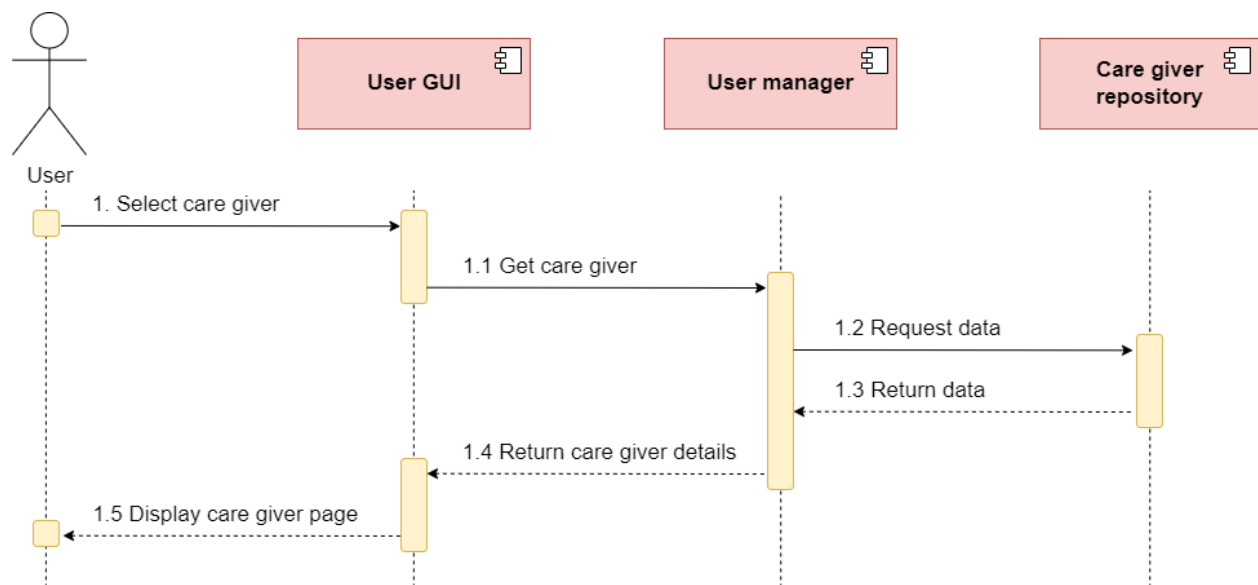 User GUI
User manager
Care giver
repository
User
1. Select care giver
1.1 Get care giver
1.2 Request data
1.3 Return data
1.4 Return care giver details
1.5 Display care giver page